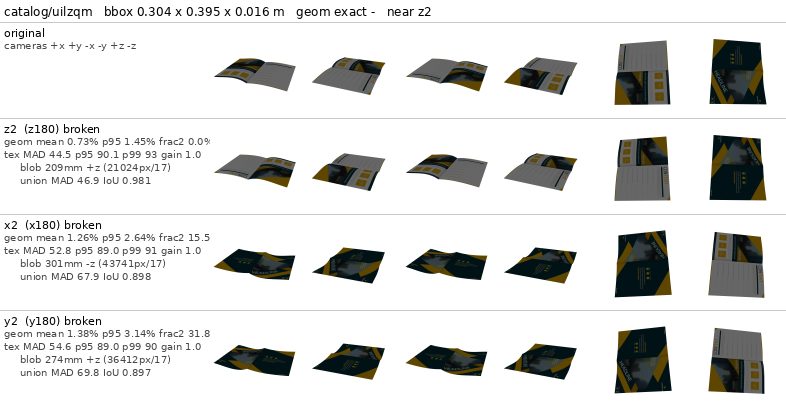 catalog/uilzqm bbox 0.304 x 0.395 x 0.016 m geom exact - near z2
original
cameras +x +y -x -y +z -z
z2 (z180) broken
geom mean 0.73% p95 1.45% frac2 0.0%
tex MAD 44.5 p95 90.1 p99 93 gain 1.0
blob 209mm +z (21024px/17)
union MAD 46.9 IoU 0.981
x2 (x180) broken
geom mean 1.26% p95 2.64% frac2 15.5
tex MAD 52.8 p95 89.0 p99 91 gain 1.0
blob 301mm -z (43741px/17)
union MAD 67.9 IoU 0.898
y2 (y180) broken
geom mean 1.38% p95 3.14% frac2 31.8
tex MAD 54.6 p95 89.0 p99 90 gain 1.0
blob 274mm +z (36412px/17)
union MAD 69.8 IoU 0.897